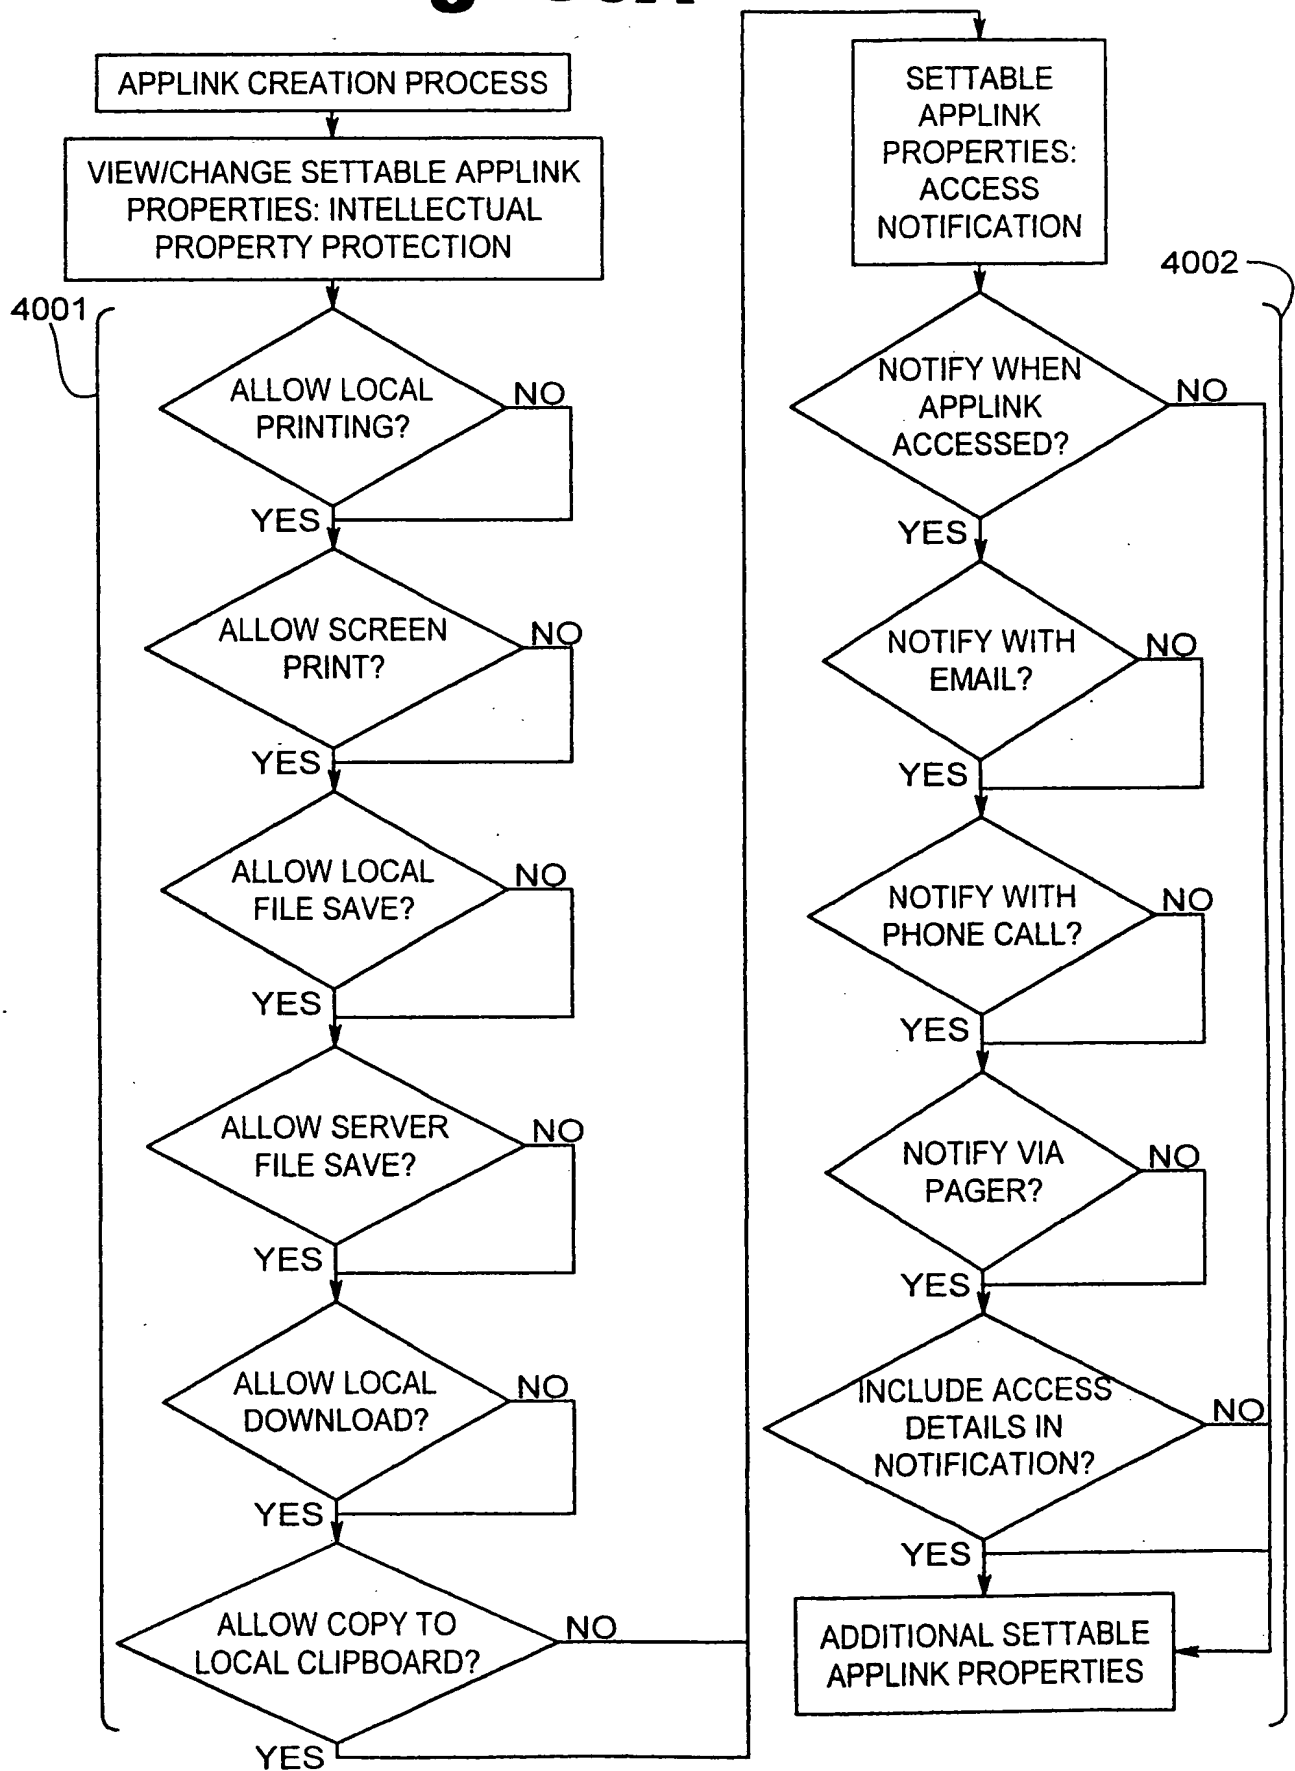 APPLINK CREATION PROCESS
VIEW/CHANGE SETTABLE APPLINK
PROPERTIES: INTELLECTUAL
PROPERTY PROTECTION
4001
ALLOW LOCAL
PRINTING?
NO
YES
ALLOW SCREEN
PRINT?
NO
YES
ALLOW LOCAL
FILE SAVE?
NO
YES
ALLOW SERVER
FILE SAVE?
NO
YES
ALLOW LOCAL
DOWNLOAD?
NO
YES
ALLOW COPY TO
LOCAL CLIPBOARD?
NO
YES
SETTABLE
APPLINK
PROPERTIES:
ACCESS
NOTIFICATION
4002
NOTIFY WHEN
APPLINK
ACCESSED?
NO
YES
NOTIFY WITH
EMAIL?
NO
YES
NOTIFY WITH
PHONE CALL?
NO
YES
NOTIFY VIA
PAGER?
NO
YES
INCLUDE ACCESS
DETAILS IN
NOTIFICATION?
NO
YES
ADDITIONAL SETTABLE
APPLINK PROPERTIES